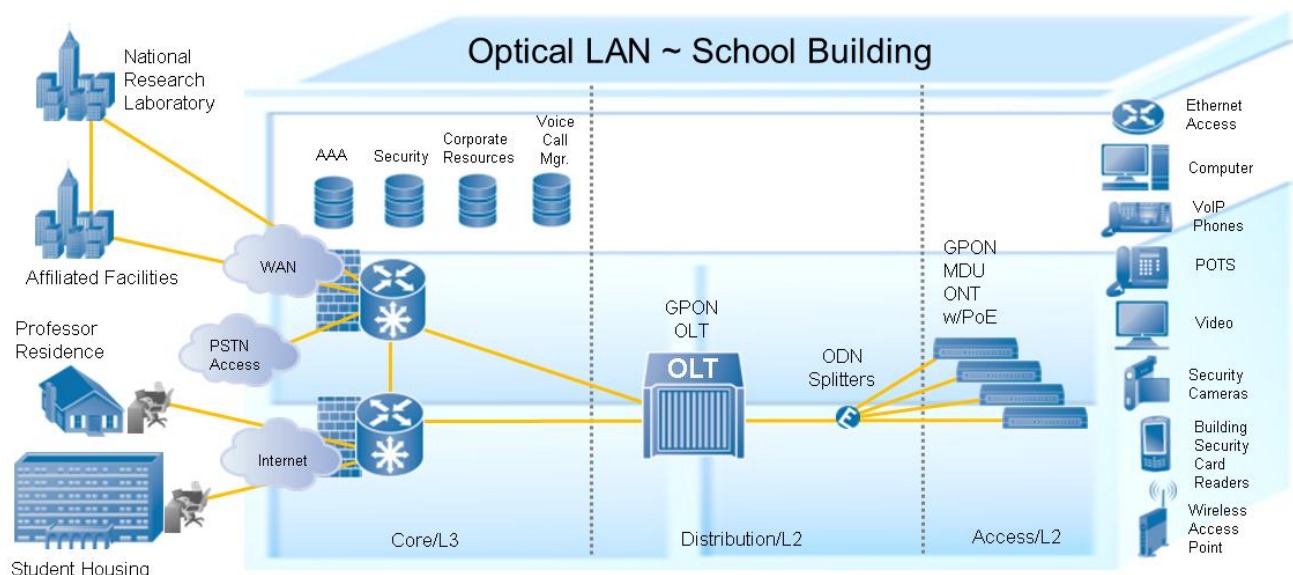 Optical LAN ~ School Building
National
Research
Laboratory
Affiliated Facilities
Professor
Residence
Student Housing
WAN
PSTN
Access
Internet
AAA
Security
Corporate
Resources
Voice
Call
Mgr.
Core/L3
GPON
OLT
OLT
ODN
Splitters
Distribution/L2
GPON
MDU
ONT
w/PoE
Access/L2
Ethernet
Access
Computer
VoIP
Phones
POTS
Video
Security
Cameras
Building
Security
Card
Readers
Wireless
Access
Point